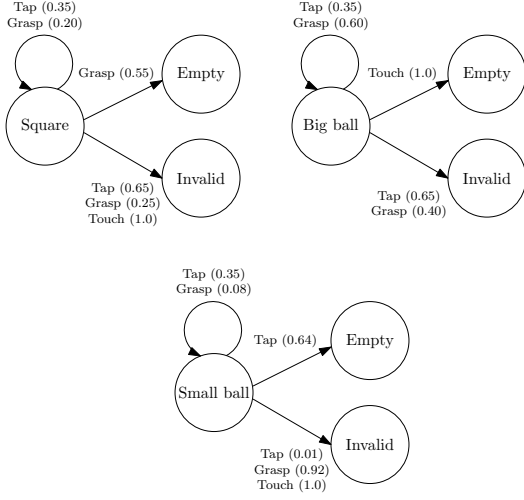 Tap (0.35)
Grasp (0.20)
Grasp (0.55)
Empty
Square
Invalid
Tap (0.65)
Grasp (0.25)
Touch (1.0)
Tap (0.35)
Grasp (0.60)
Touch (1.0)
Empty
Big ball
Invalid
Tap (0.65)
Grasp (0.40)
Tap (0.35)
Grasp (0.08)
Tap (0.64)
Empty
Small ball
Invalid
Tap (0.01)
Grasp (0.92)
Touch (1.0)